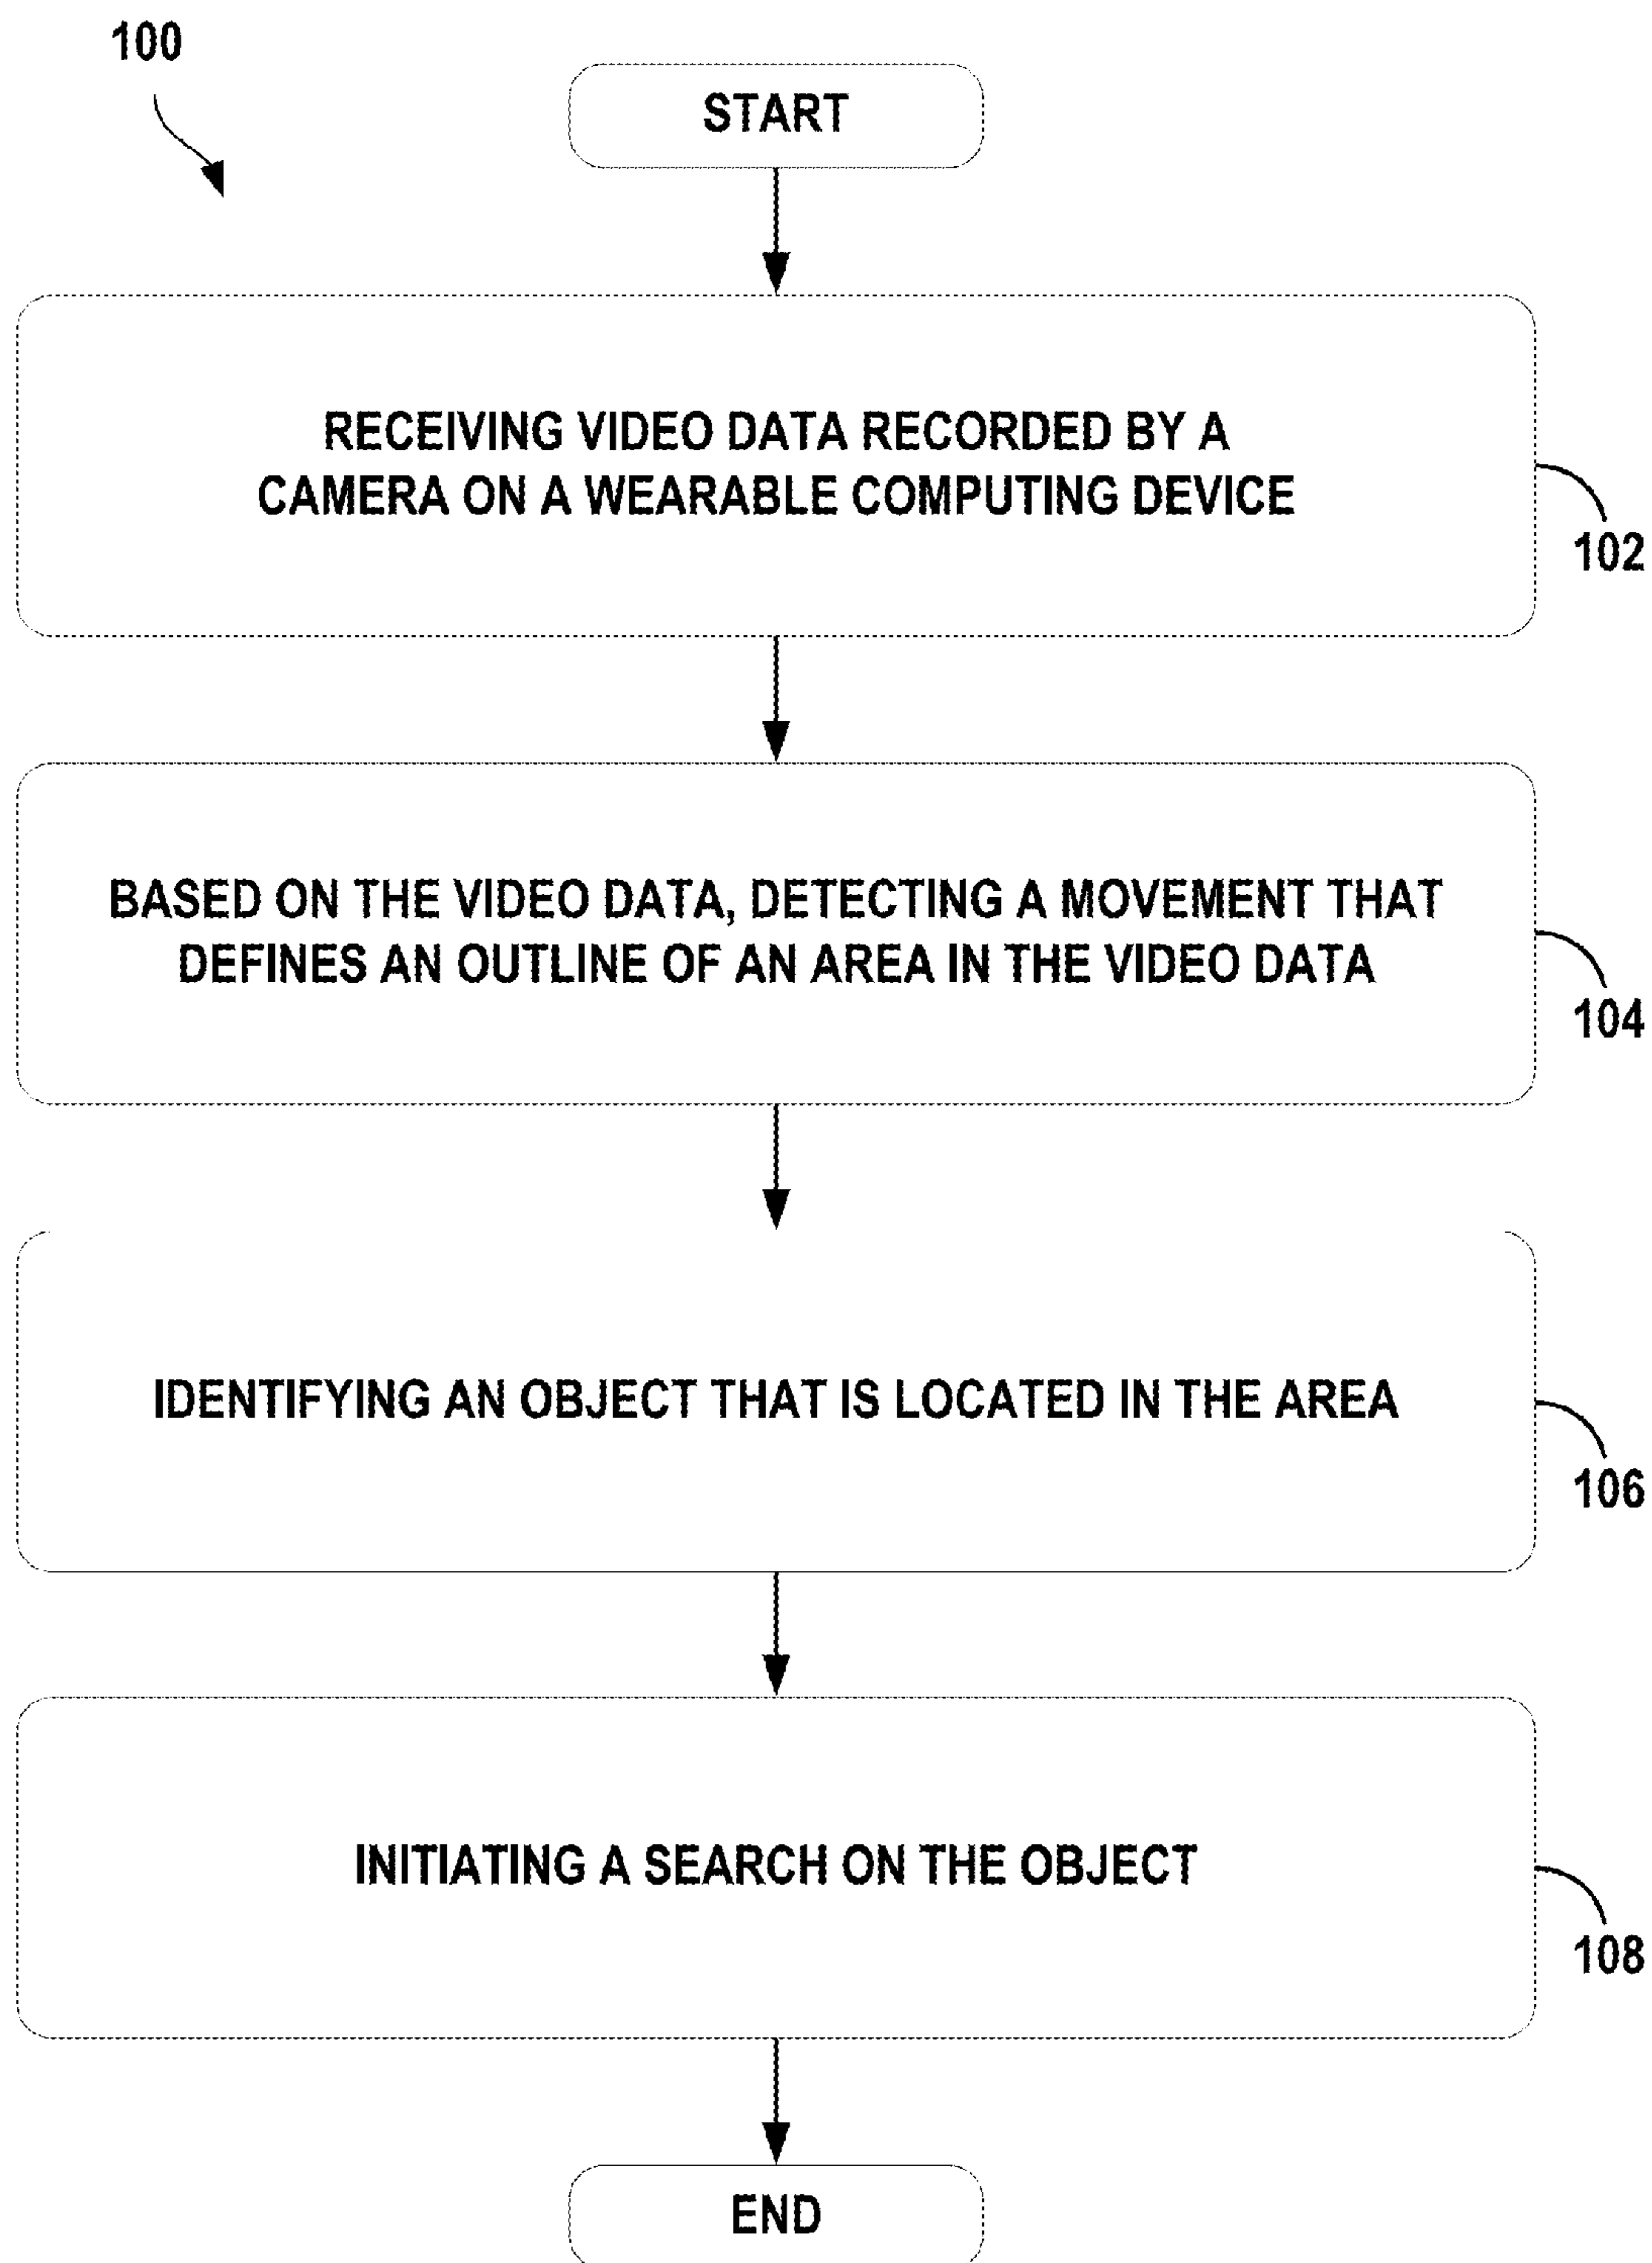 100
START
RECEIVING VIDEO DATA RECORDED BY A
CAMERA ON A WEARABLE COMPUTING DEVICE
102
BASED ON THE VIDEO DATA, DETECTING A MOVEMENT THAT
DEFINES AN OUTLINE OF AN AREA IN THE VIDEO DATA
104
IDENTIFYING AN OBJECT THAT IS LOCATED IN THE AREA
106
INITIATING A SEARCH ON THE OBJECT
108
END